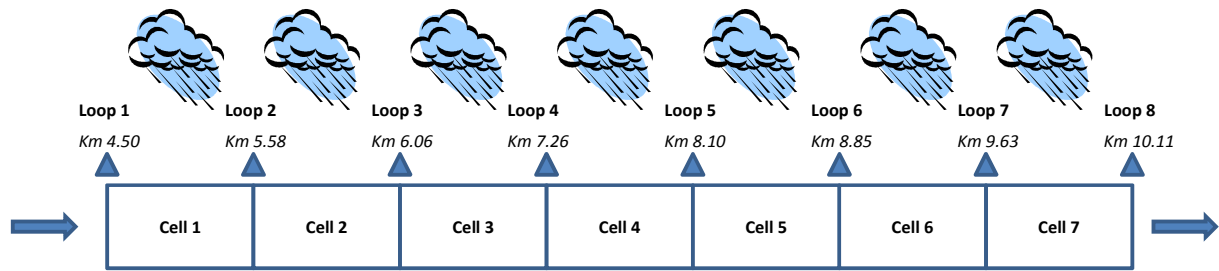 Loop 1 Loop 2 Loop 3 Loop 4 Loop 5 Loop 6 Loop 7 Loop 8
Km 4.50 Km 5.58 Km 6.06 Km 7.26 Km 8.10 Km 8.85 Km 9.63 Km 10.11
Cell 1 Cell 2 Cell 3 Cell 4 Cell 5 Cell 6 Cell 7